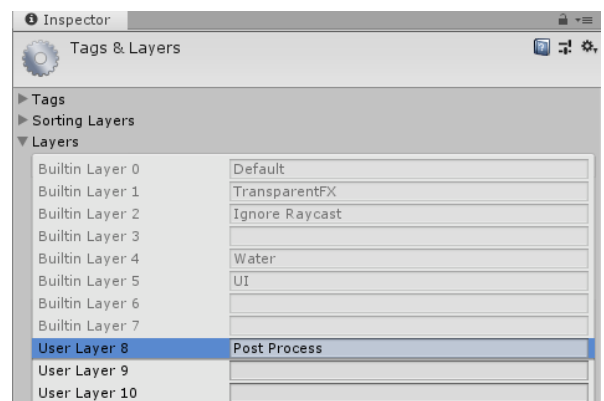 Inspector
Tags & Layers
Tags
Sorting Layers
Layers
Builtin Layer 0 Default
Builtin Layer 1 TransparentFX
Builtin Layer 2 Ignore Raycast
Builtin Layer 3
Builtin Layer 4 Water
Builtin Layer 5 UI
Builtin Layer 6
Builtin Layer 7
User Layer 8 Post Process
User Layer 9
User Layer 10